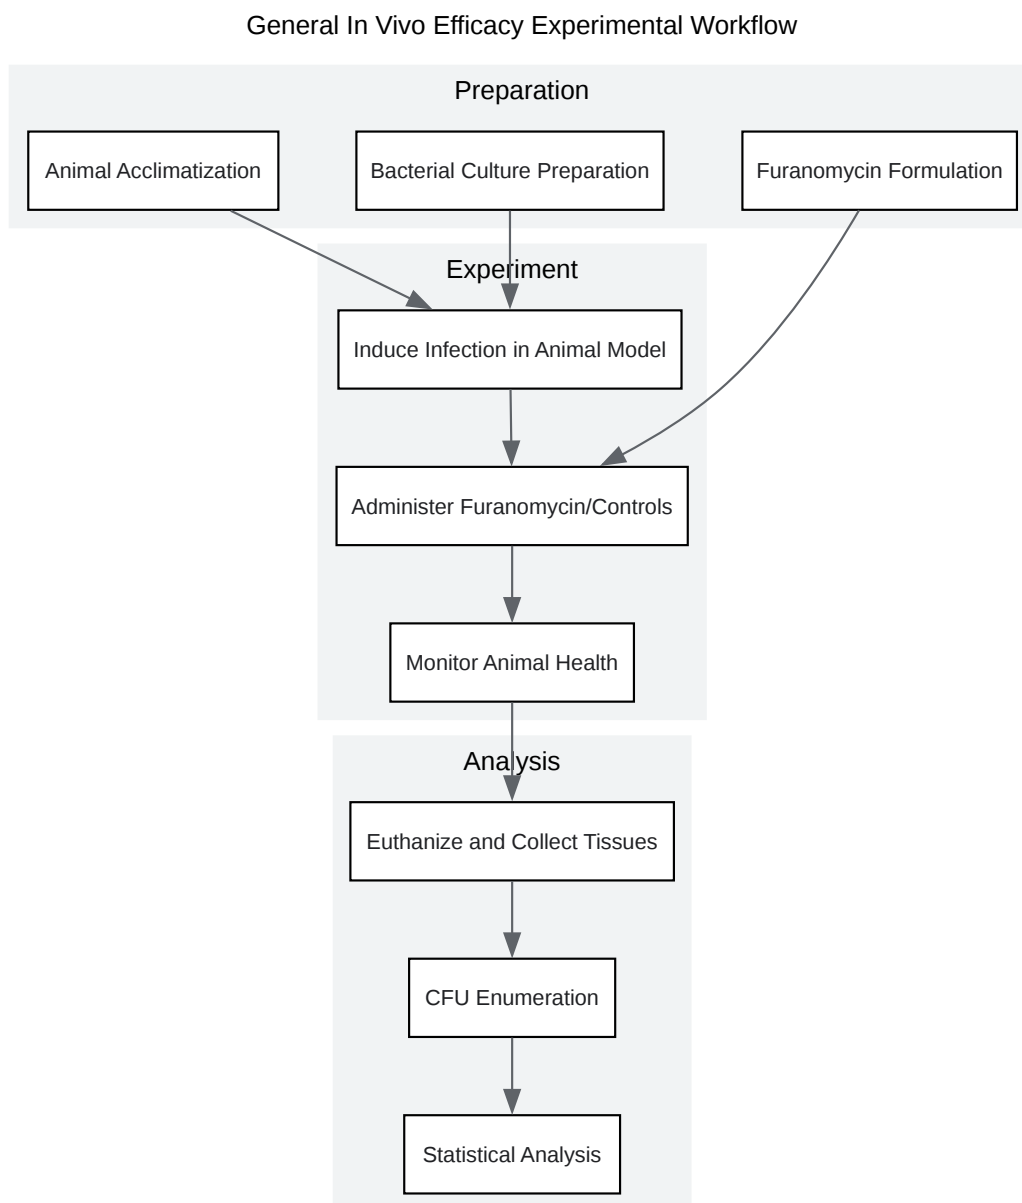 General In Vivo Efficacy Experimental Workflow
Preparation
Animal Acclimatization
Bacterial Culture Preparation
Furanomycin Formulation
Experiment
Induce Infection in Animal Model
Administer Furanomycin/Controls
Monitor Animal Health
Analysis
Euthanize and Collect Tissues
CFU Enumeration
Statistical Analysis